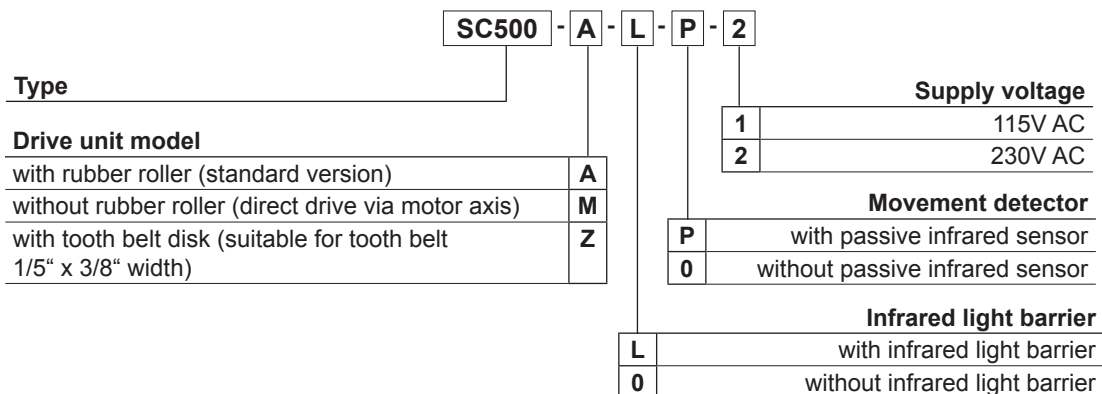 SC500 - A - L - P - 2
Type
Drive unit model
with rubber roller (standard version) A
without rubber roller (direct drive via motor axis) M
with tooth belt disk (suitable for tooth belt Z
1/5“ x 3/8“ width)
Supply voltage
1 115V AC
2 230V AC
Movement detector
P with passive infrared sensor
0 without passive infrared sensor
Infrared light barrier
L with infrared light barrier
0 without infrared light barrier